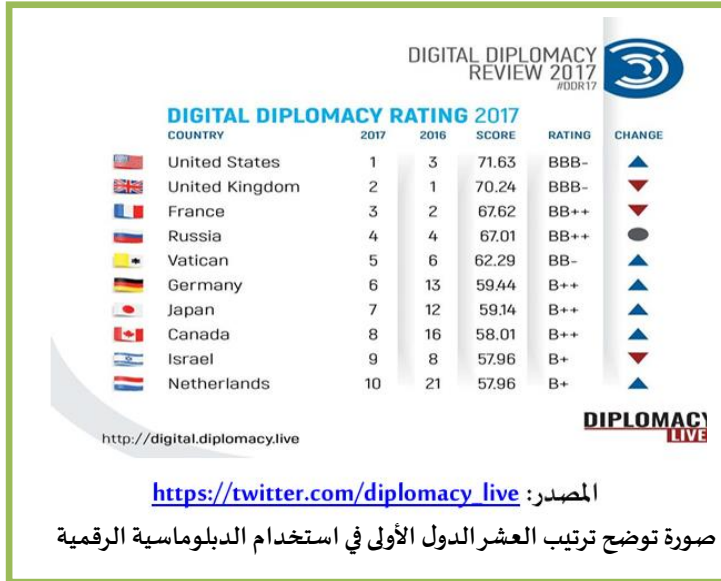 DIGITAL DIPLOMACY
REVIEW 2017
#DDR17
DIGITAL DIPLOMACY RATING 2017
COUNTRY 2017 2016 SCORE RATING CHANGE
United States 1 3 71.63 BBB-
United Kingdom 2 1 70.24 BBB-
France 3 2 67.62 BB++
Russia 4 4 67.01 BB++
Vatican 5 6 62.29 BB-
Germany 6 13 59.44 B++
Japan 7 12 59.14 B++
Canada 8 16 58.01 B++
Israel 9 8 57.96 B+
Netherlands 10 21 57.96 B+
DIPLOMACY
LIVE
http://digital.diplomacy.live
المصدر: https://twitter.com/diplomacy_live
صورة توضح ترتيب العشر الدول الأولى في استخدام الدبلوماسية الرقمية